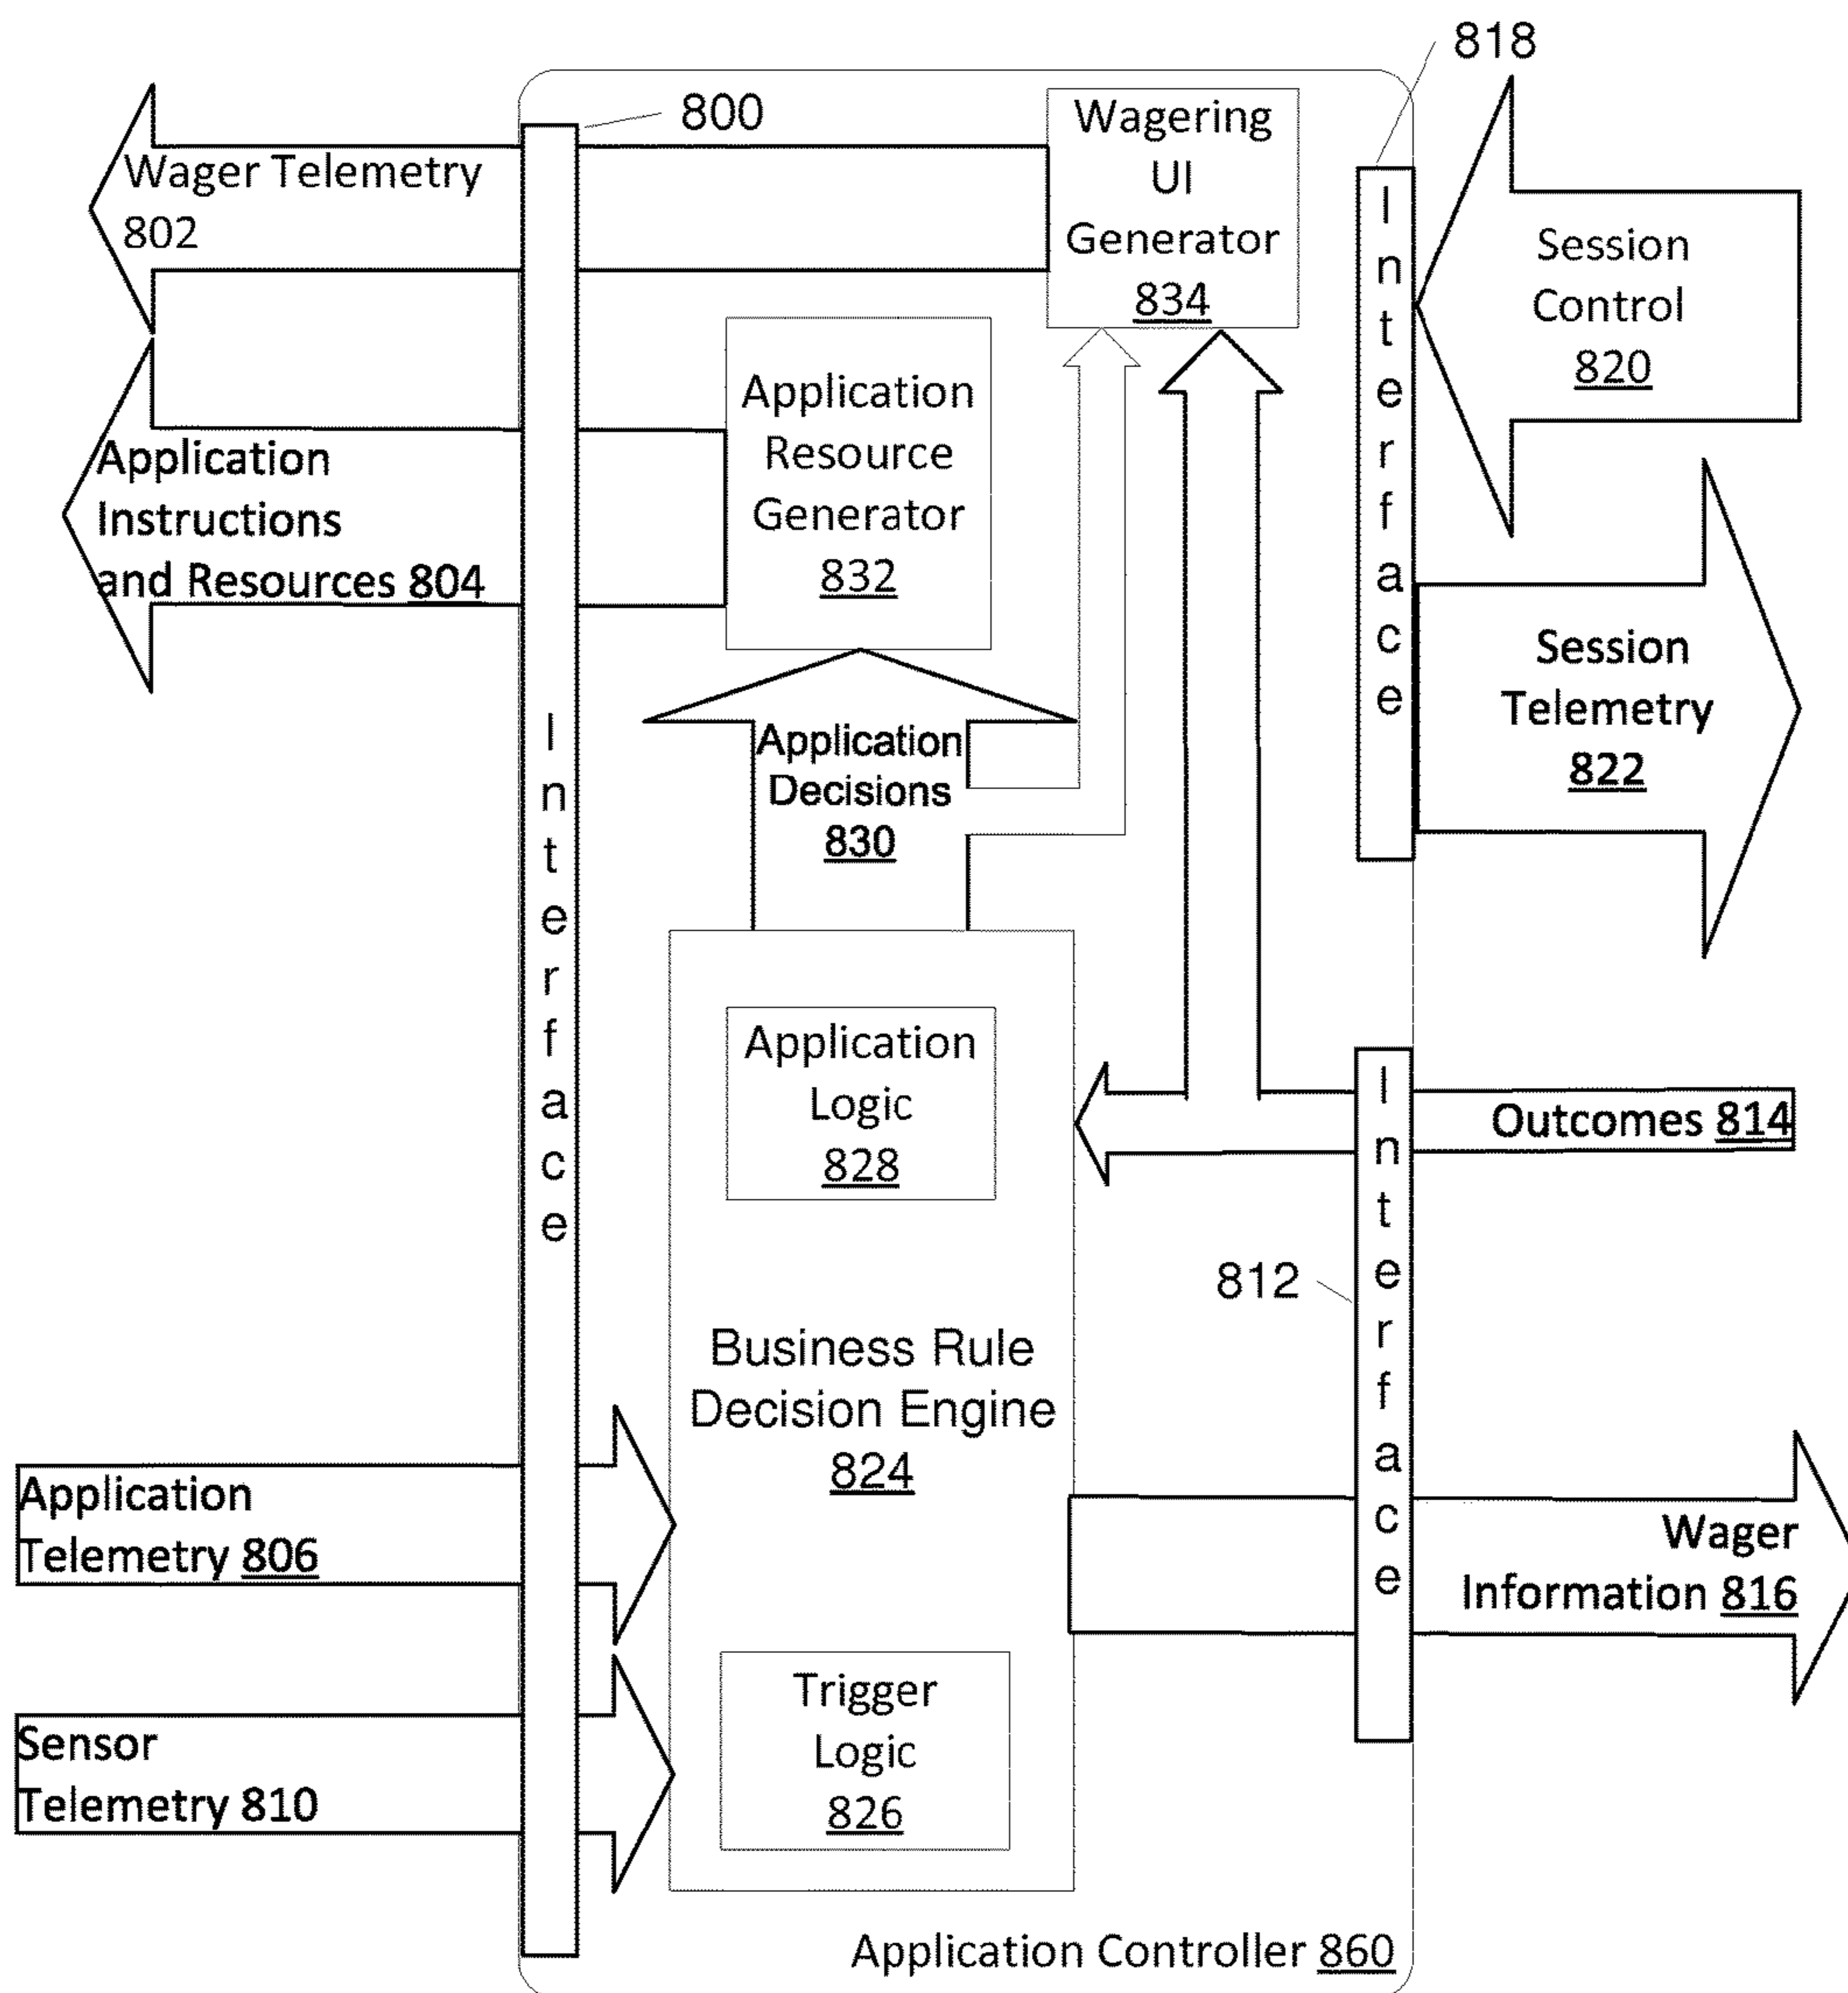 818
800
Wagering
UI
Generator
834
Wager Telemetry
802
Interface
Session
Control
820
Application
Resource
Generator
832
Application
Instructions
and Resources 804
Session
Telemetry
822
Interface
Application
Decisions
830
Application
Logic
828
Interface
Outcomes 814
812
Business Rule
Decision Engine
824
Application
Telemetry 806
Wager
Information 816
Trigger
Logic
826
Sensor
Telemetry 810
Application Controller 860